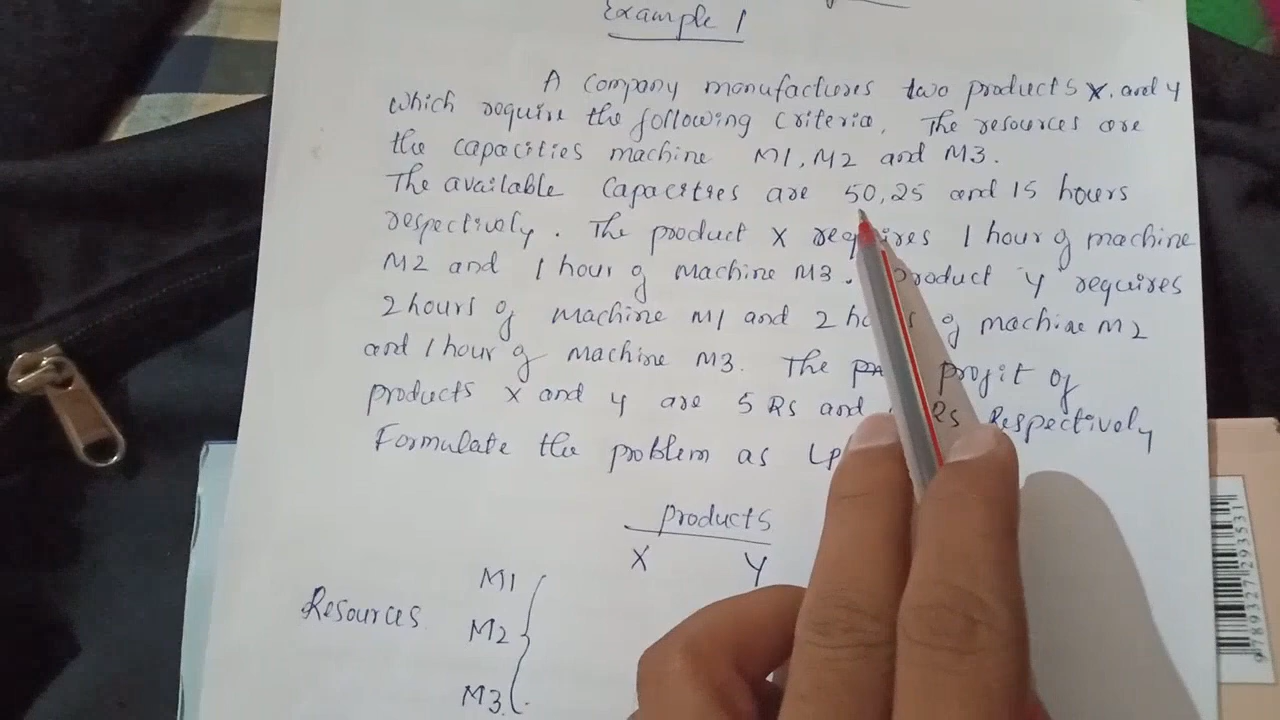 Example 1
A Company manufactures two products X, and Y
which require the following Criteria. The resources are
the capacities machine M1, M2 and M3.
The available Capacities are 50, 25 and 15 hours
respectively. The product X requires 1 hour of machine
M2 and 1 hour of machine M3. product Y requires
2 hours of machine M1 and 2 of machine M2
and 1 hour of machine M3. The profit of
products X and Y are 5 Rs and Rs Respectively
Formulate the problem as LP
Products
X Y
M1
Resources M2
M3
9789327293531